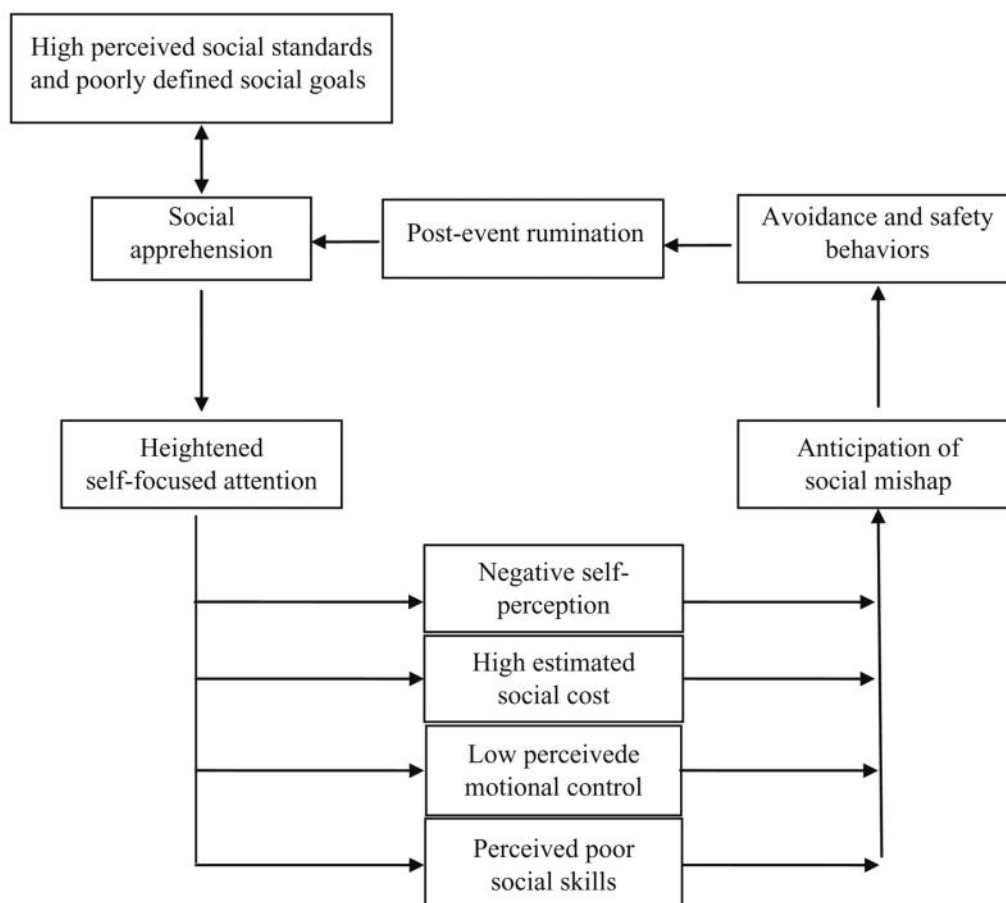 High perceived social standards
and poorly defined social goals
Social
apprehension
Post-event rumination
Avoidance and safety
behaviors
Heightened
self-focused attention
Anticipation of
social mishap
Negative self-
perception
High estimated
social cost
Low perceivede
motional control
Perceived poor
social skills